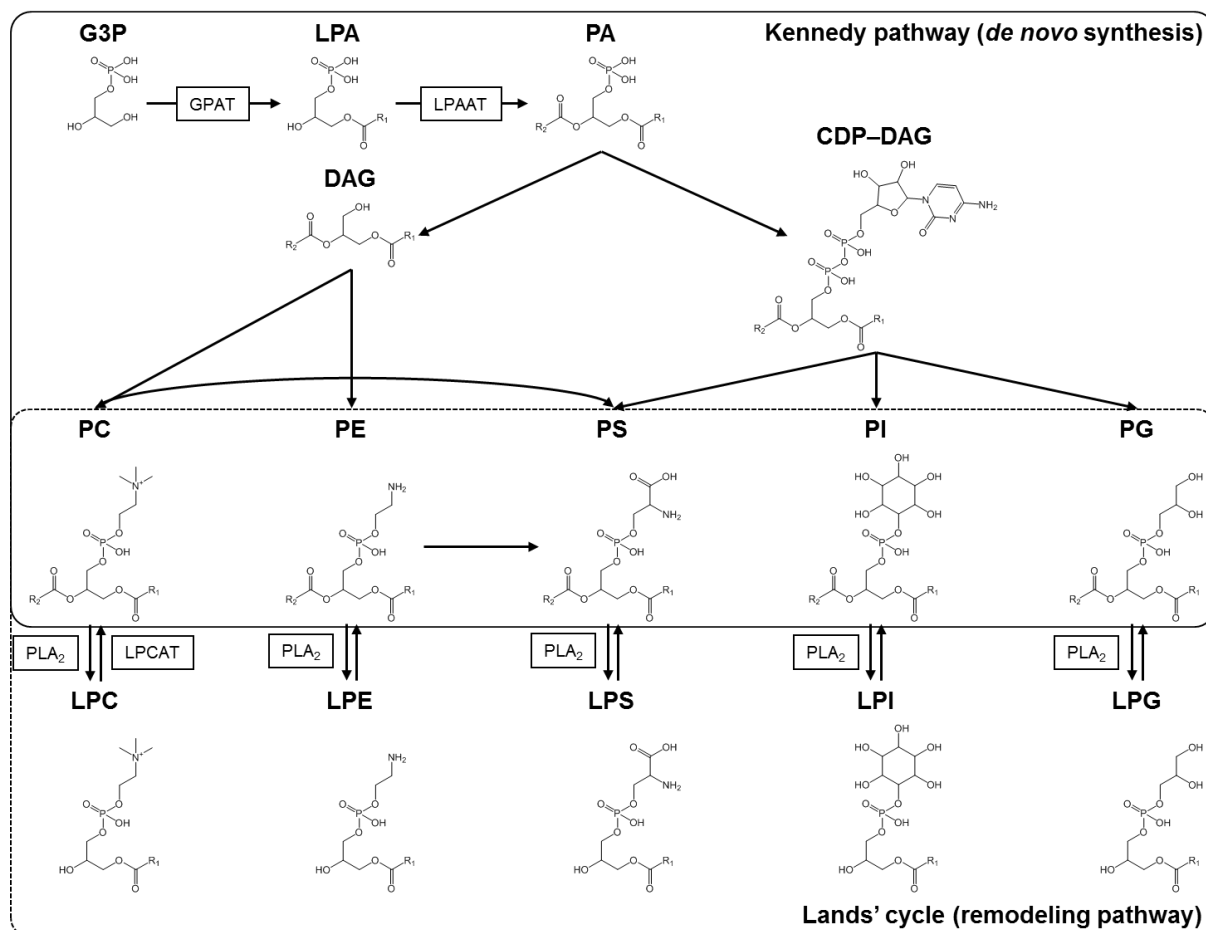 G3P
LPA
PA
Kennedy pathway (de novo synthesis)
GPAT
LPAAT
CDP–DAG
DAG
PC
PE
PS
PI
PG
PLA2
LPCAT
PLA2
PLA2
PLA2
PLA2
LPC
LPE
LPS
LPI
LPG
Lands' cycle (remodeling pathway)